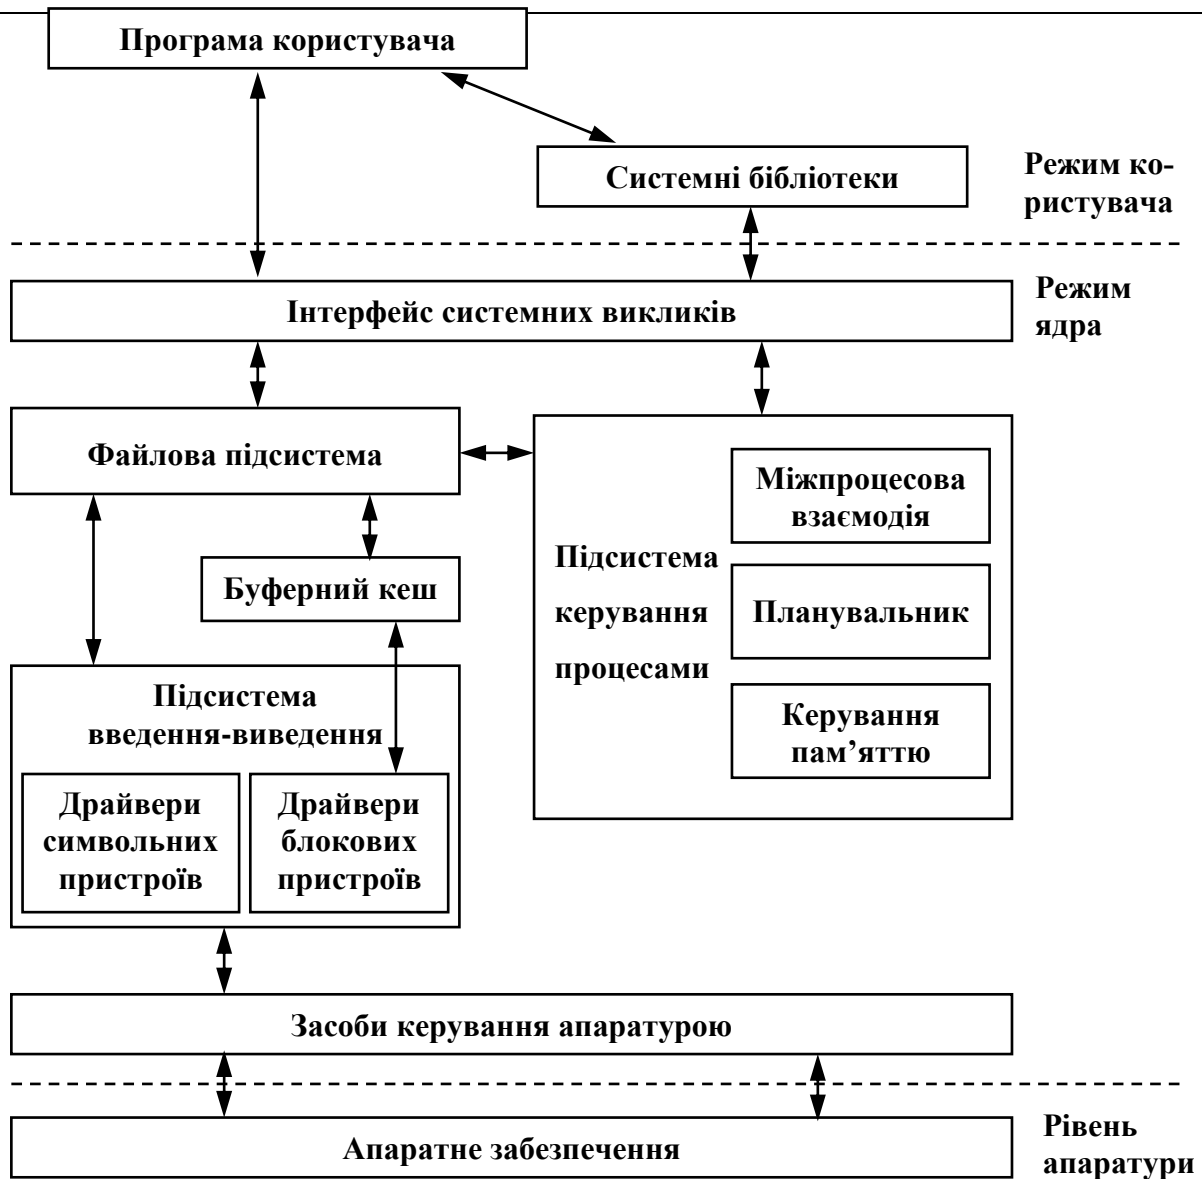 Програма користувача
Системні бібліотеки
Режим ко-
ристувача
Інтерфейс системних викликів
Режим
ядра
Файлова підсистема
Міжпроцесова
взаємодія
Підсистема
керування
процесами
Планувальник
Керування
пам’яттю
Буферний кеш
Підсистема
введення-виведення
Драйвери
символьних
пристроїв
Драйвери
блокових
пристроїв
Засоби керування апаратурою
Апаратне забезпечення
Рівень
апаратури